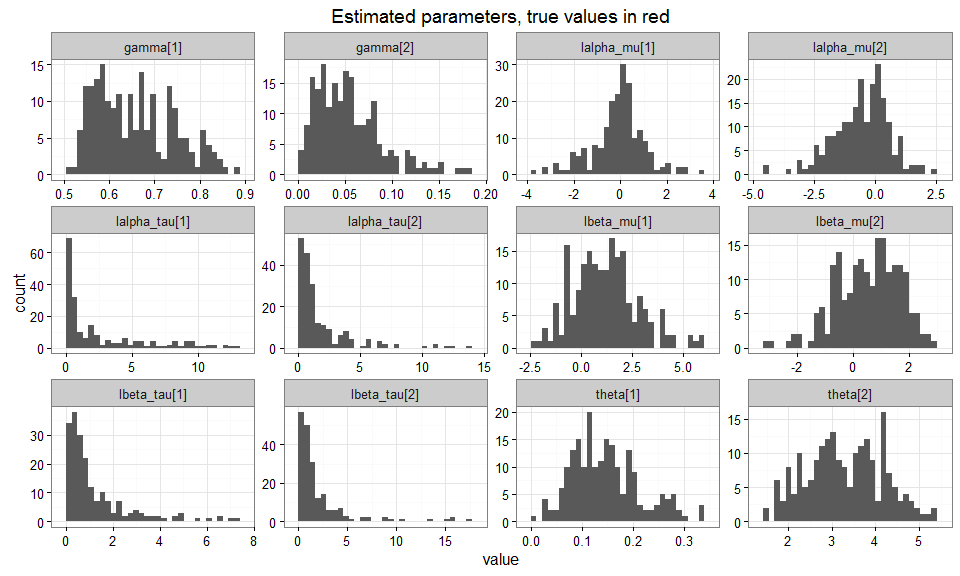 Estimated parameters, true values in red
gamma[1] gamma[2] lalpha_mu[1] lalpha_mu[2]
15 10 5 0
0.5 0.6 0.7 0.8 0.9
15 10 5 0
0.00 0.05 0.10 0.15 0.20
30 20 10 0
-4 -2 0 2 4
20 15 10 5 0
-5.0 -2.5 0.0 2.5
lalpha_tau[1] lalpha_tau[2] lbeta_mu[1] lbeta_mu[2]
60 40 20 0
0 5 10
40 20 0
0 5 10 15
15 10 5 0
-2.5 0.0 2.5 5.0
15 10 5 0
-2 0 2
lbeta_tau[1] lbeta_tau[2] theta[1] theta[2]
30 20 10 0
0 2 4 6 8
40 20 0
0 5 10 15
20 15 10 5 0
0.0 0.1 0.2 0.3
15 10 5 0
2 3 4 5
count
value